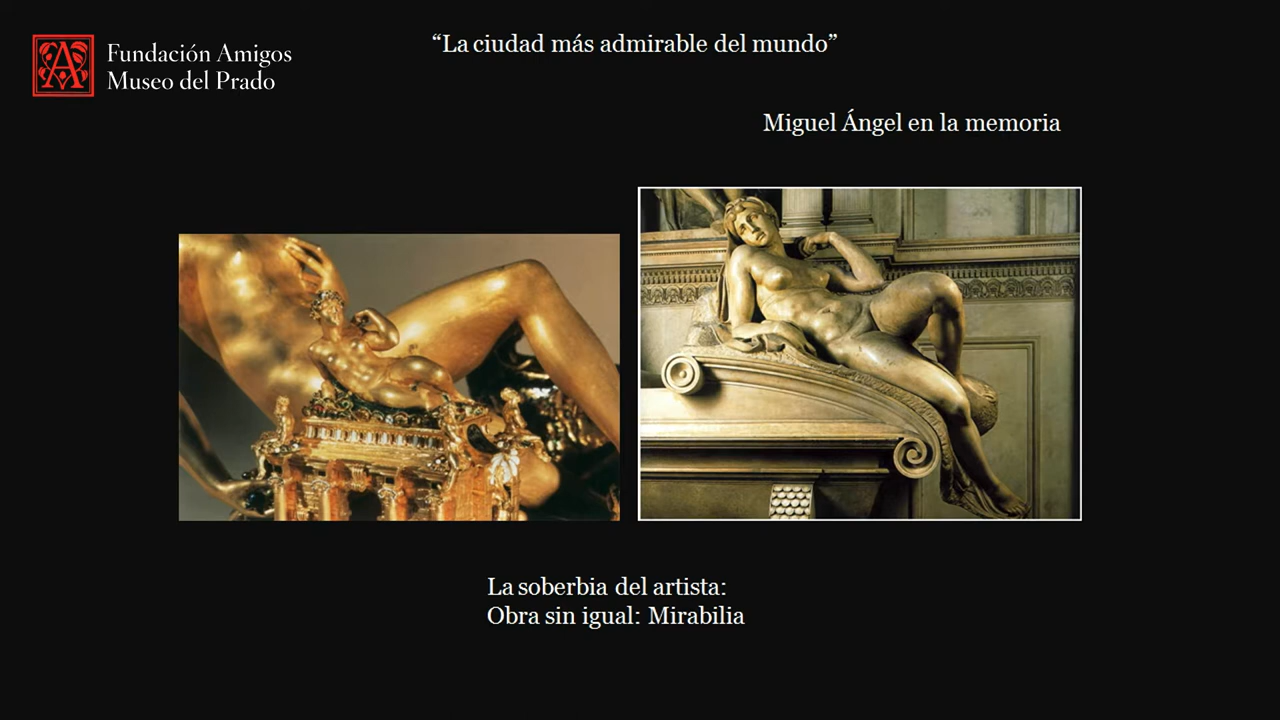 Fundación Amigos
Museo del Prado
“La ciudad más admirable del mundo”
Miguel Ángel en la memoria
La soberbia del artista:
Obra sin igual: Mirabilia